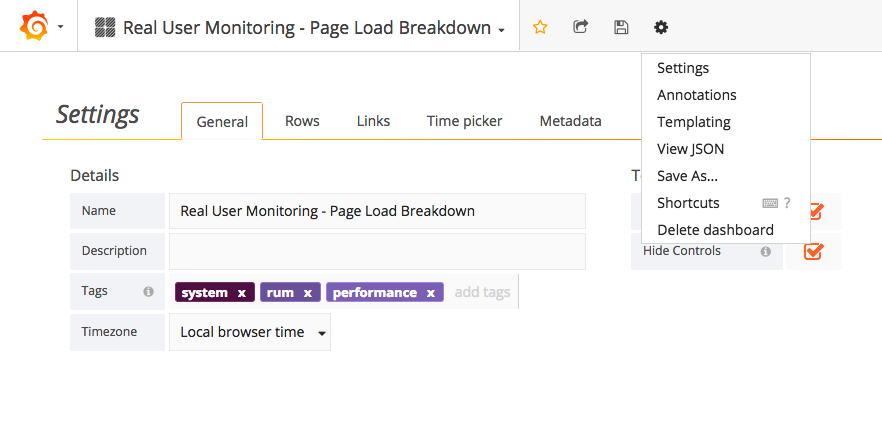 Real User Monitoring - Page Load Breakdown
Settings
Annotations
Templating
View JSON
Save As...
Shortcuts ?
Delete dashboard
Settings
General
Rows
Links
Time picker
Metadata
Details
Name
Real User Monitoring - Page Load Breakdown
Description
Tags
system x
rum x
performance x
add tags
Timezone
Local browser time
Hide Controls